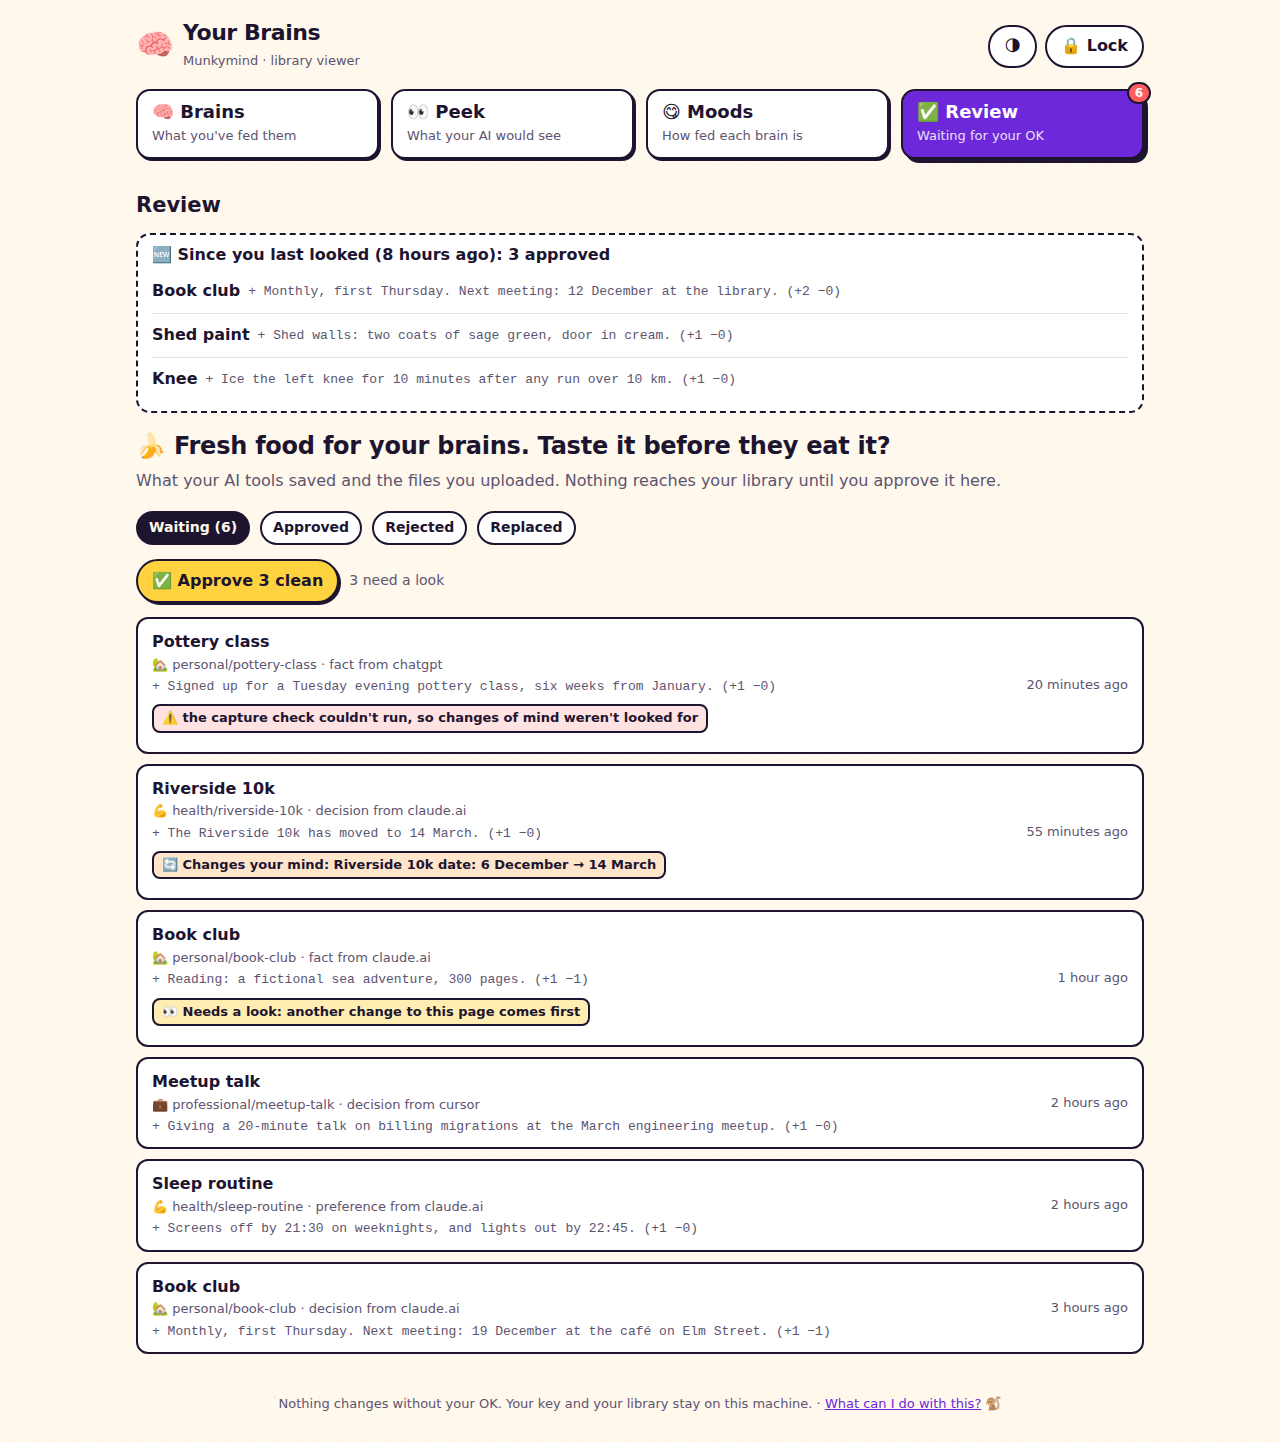 🧠 Your Brains
Munkymind · library viewer
🔒 Lock
🧠 Brains
What you've fed them
👀 Peek
What your AI would see
😋 Moods
How fed each brain is
✅ Review
Waiting for your OK
6
Review
🆕 Since you last looked (8 hours ago): 3 approved
Book club + Monthly, first Thursday. Next meeting: 12 December at the library. (+2 −0)
Shed paint + Shed walls: two coats of sage green, door in cream. (+1 −0)
Knee + Ice the left knee for 10 minutes after any run over 10 km. (+1 −0)
🍌 Fresh food for your brains. Taste it before they eat it?
What your AI tools saved and the files you uploaded. Nothing reaches your library until you approve it here.
Waiting (6) Approved Rejected Replaced
✅ Approve 3 clean 3 need a look
Pottery class
🏡 personal/pottery-class · fact from chatgpt
+ Signed up for a Tuesday evening pottery class, six weeks from January. (+1 −0)
20 minutes ago
⚠️ the capture check couldn't run, so changes of mind weren't looked for
Riverside 10k
💪 health/riverside-10k · decision from claude.ai
+ The Riverside 10k has moved to 14 March. (+1 −0)
55 minutes ago
🔄 Changes your mind: Riverside 10k date: 6 December → 14 March
Book club
🏡 personal/book-club · fact from claude.ai
+ Reading: a fictional sea adventure, 300 pages. (+1 −1)
1 hour ago
👀 Needs a look: another change to this page comes first
Meetup talk
💼 professional/meetup-talk · decision from cursor
2 hours ago
+ Giving a 20-minute talk on billing migrations at the March engineering meetup. (+1 −0)
Sleep routine
💪 health/sleep-routine · preference from claude.ai
2 hours ago
+ Screens off by 21:30 on weeknights, and lights out by 22:45. (+1 −0)
Book club
🏡 personal/book-club · decision from claude.ai
3 hours ago
+ Monthly, first Thursday. Next meeting: 19 December at the café on Elm Street. (+1 −1)
Nothing changes without your OK. Your key and your library stay on this machine. · What can I do with this? 🐒